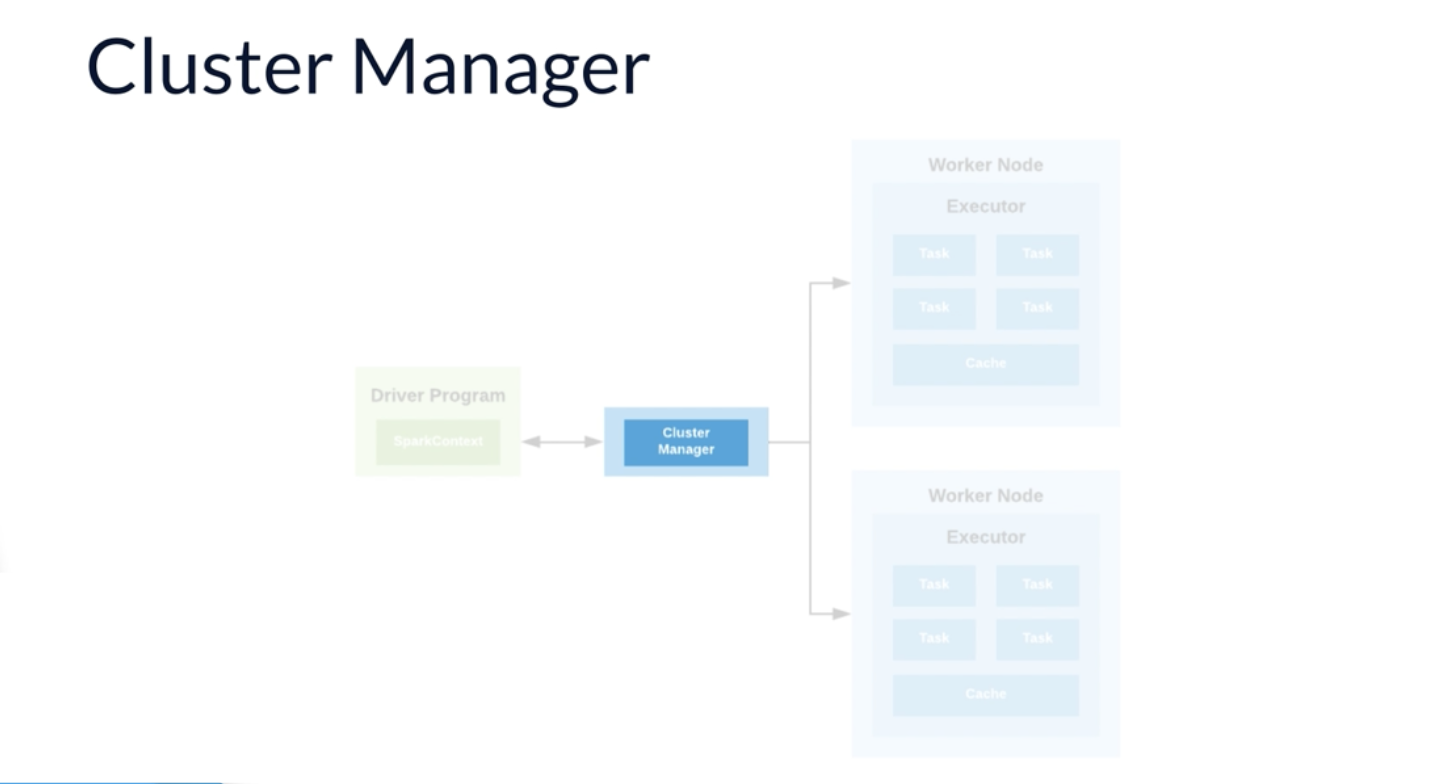 Cluster Manager
Driver Program
SparkContext
Cluster
Manager
Worker Node
Executor
Task
Task
Task
Task
Cache
Worker Node
Executor
Task
Task
Task
Task
Cache